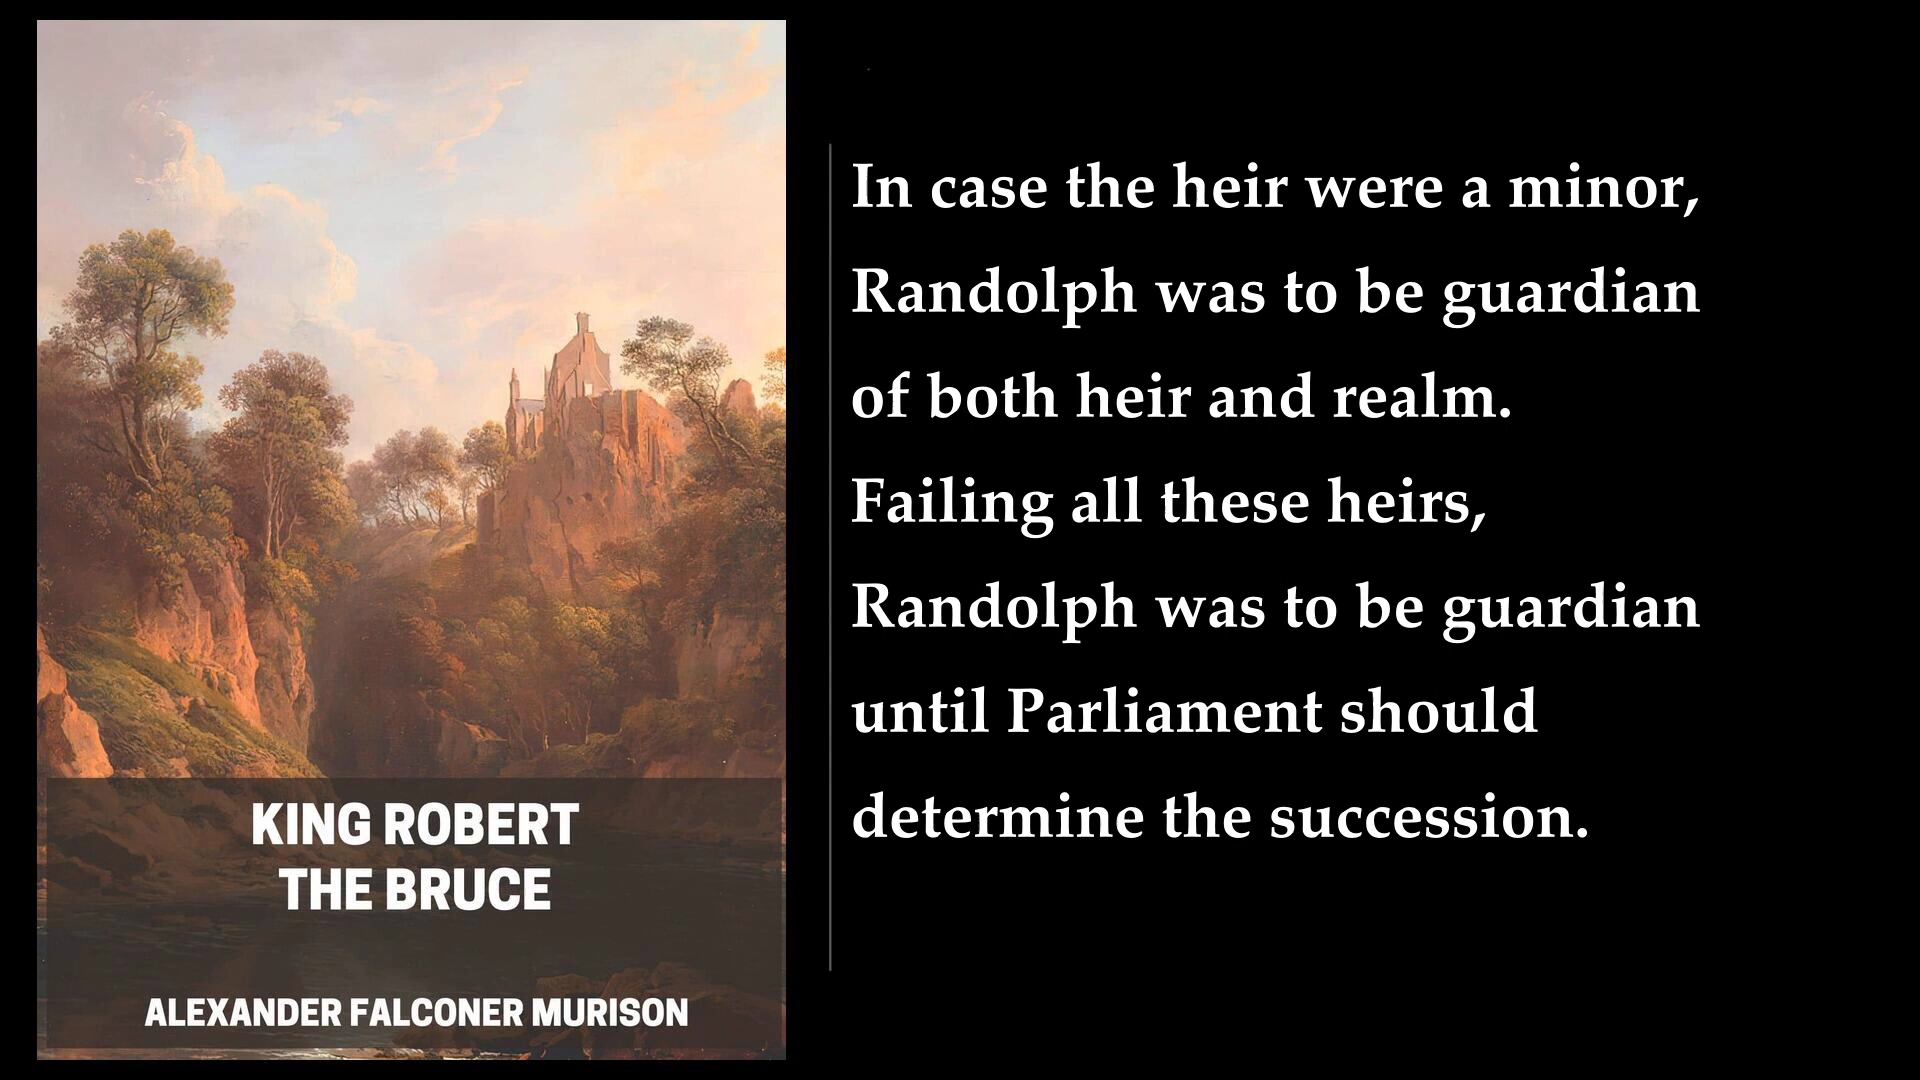 KING ROBERT
THE BRUCE
ALEXANDER FALCONER MURISON
In case the heir were a minor,
Randolph was to be guardian
of both heir and realm.
Failing all these heirs,
Randolph was to be guardian
until Parliament should
determine the succession.